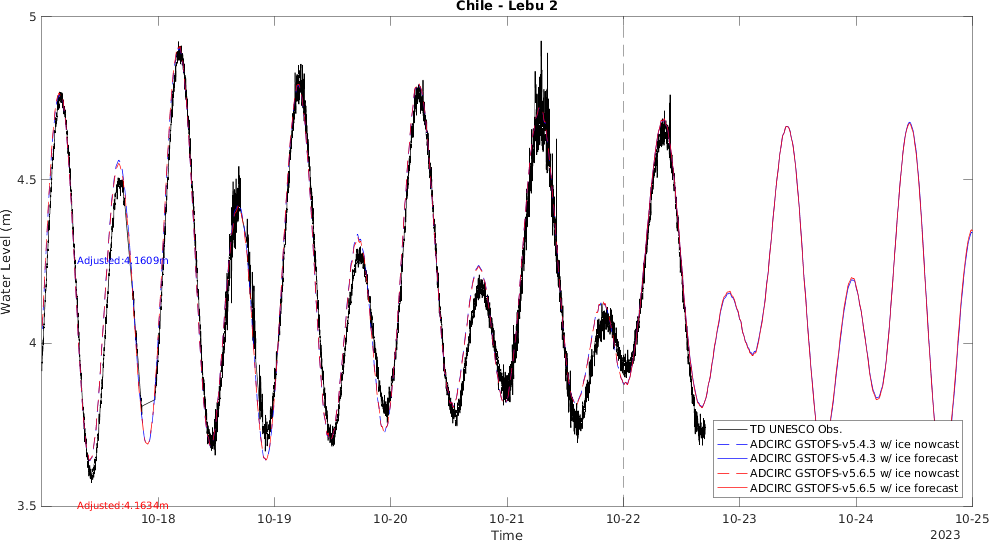 Chile - Lebu 2
5
4.5
4
3.5
Water Level (m)
Adjusted:4.1609m
Adjusted:4.1634m
TD UNESCO Obs.
ADCIRC GSTOFS-v5.4.3 w/ ice nowcast
ADCIRC GSTOFS-v5.4.3 w/ ice forecast
ADCIRC GSTOFS-v5.6.5 w/ ice nowcast
ADCIRC GSTOFS-v5.6.5 w/ ice forecast
10-18 10-19 10-20 10-21 10-22 10-23 10-24 10-25
Time
2023